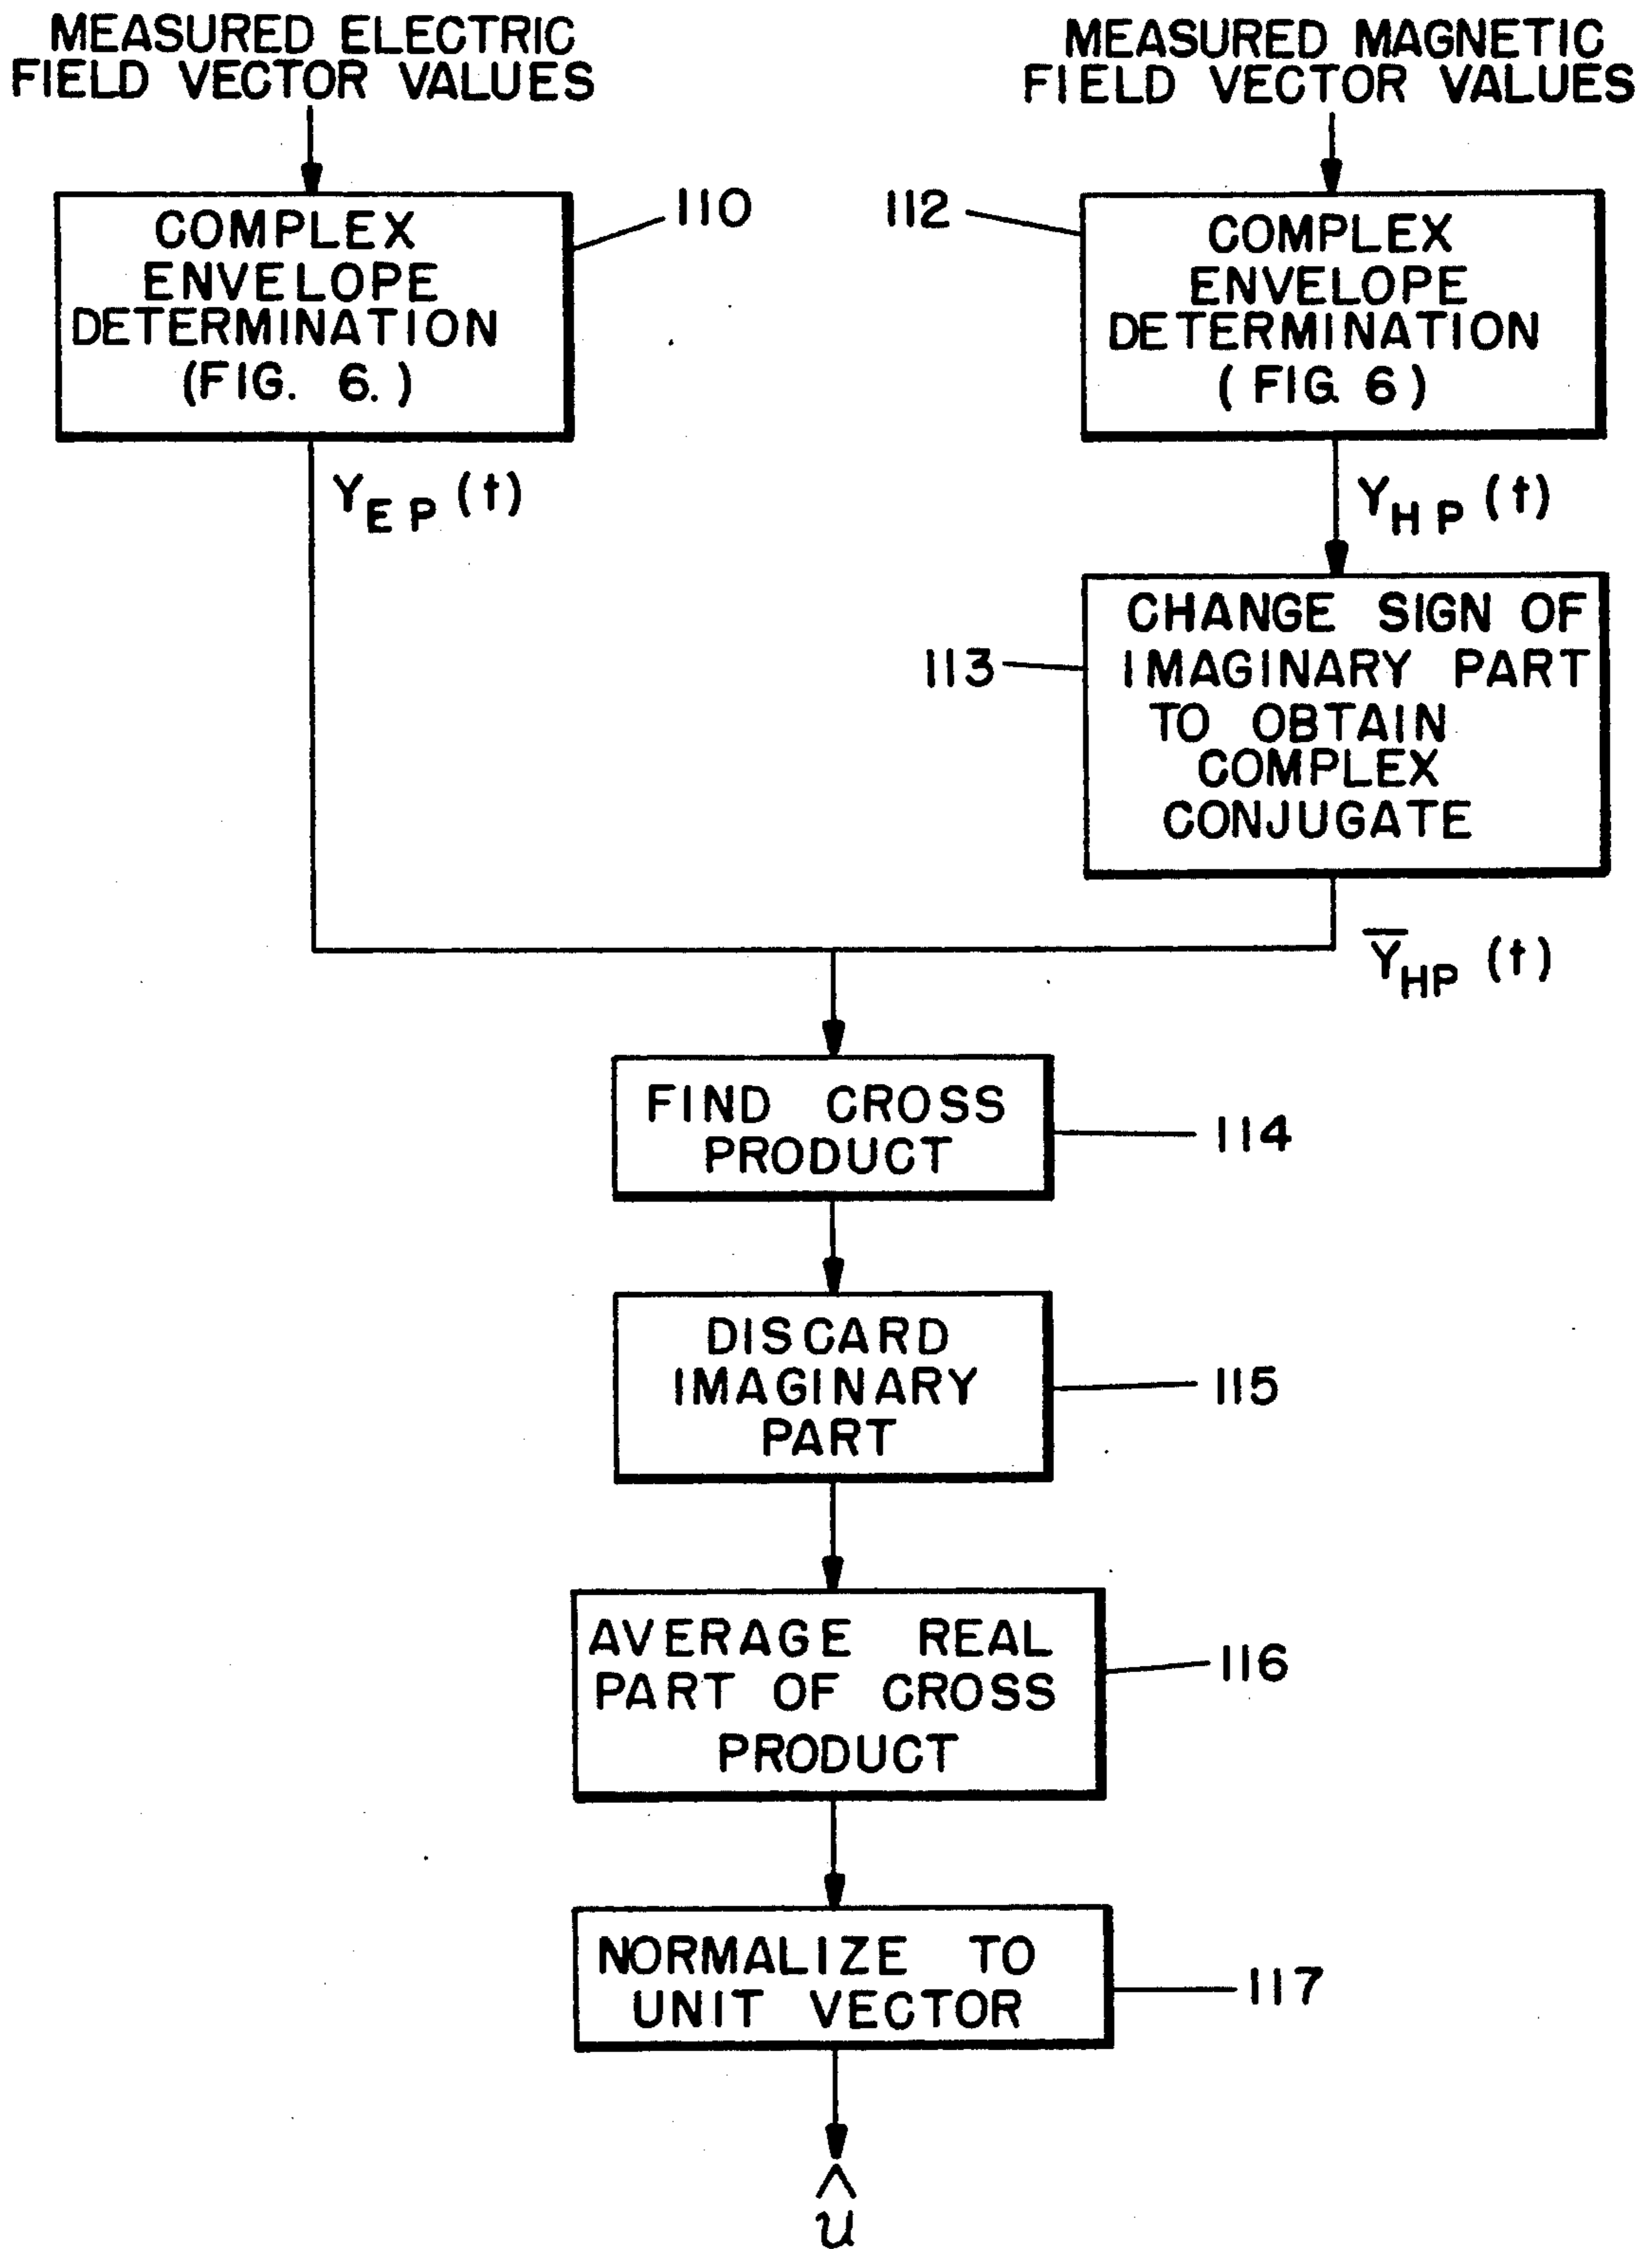 MEASURED ELECTRIC
FIELD VECTOR VALUES
MEASURED MAGNETIC
FIELD VECTOR VALUES
COMPLEX
ENVELOPE
DETERMINATION
(FIG. 6.)
110
112
COMPLEX
ENVELOPE
DETERMINATION
(FIG. 6)
Y_EP (t)
Y_HP (t)
113
CHANGE SIGN OF
IMAGINARY PART
TO OBTAIN
COMPLEX
CONJUGATE
Y̅_HP (t)
FIND CROSS
PRODUCT
114
DISCARD
IMAGINARY
PART
115
AVERAGE REAL
PART OF CROSS
PRODUCT
116
NORMALIZE TO
UNIT VECTOR
117
û